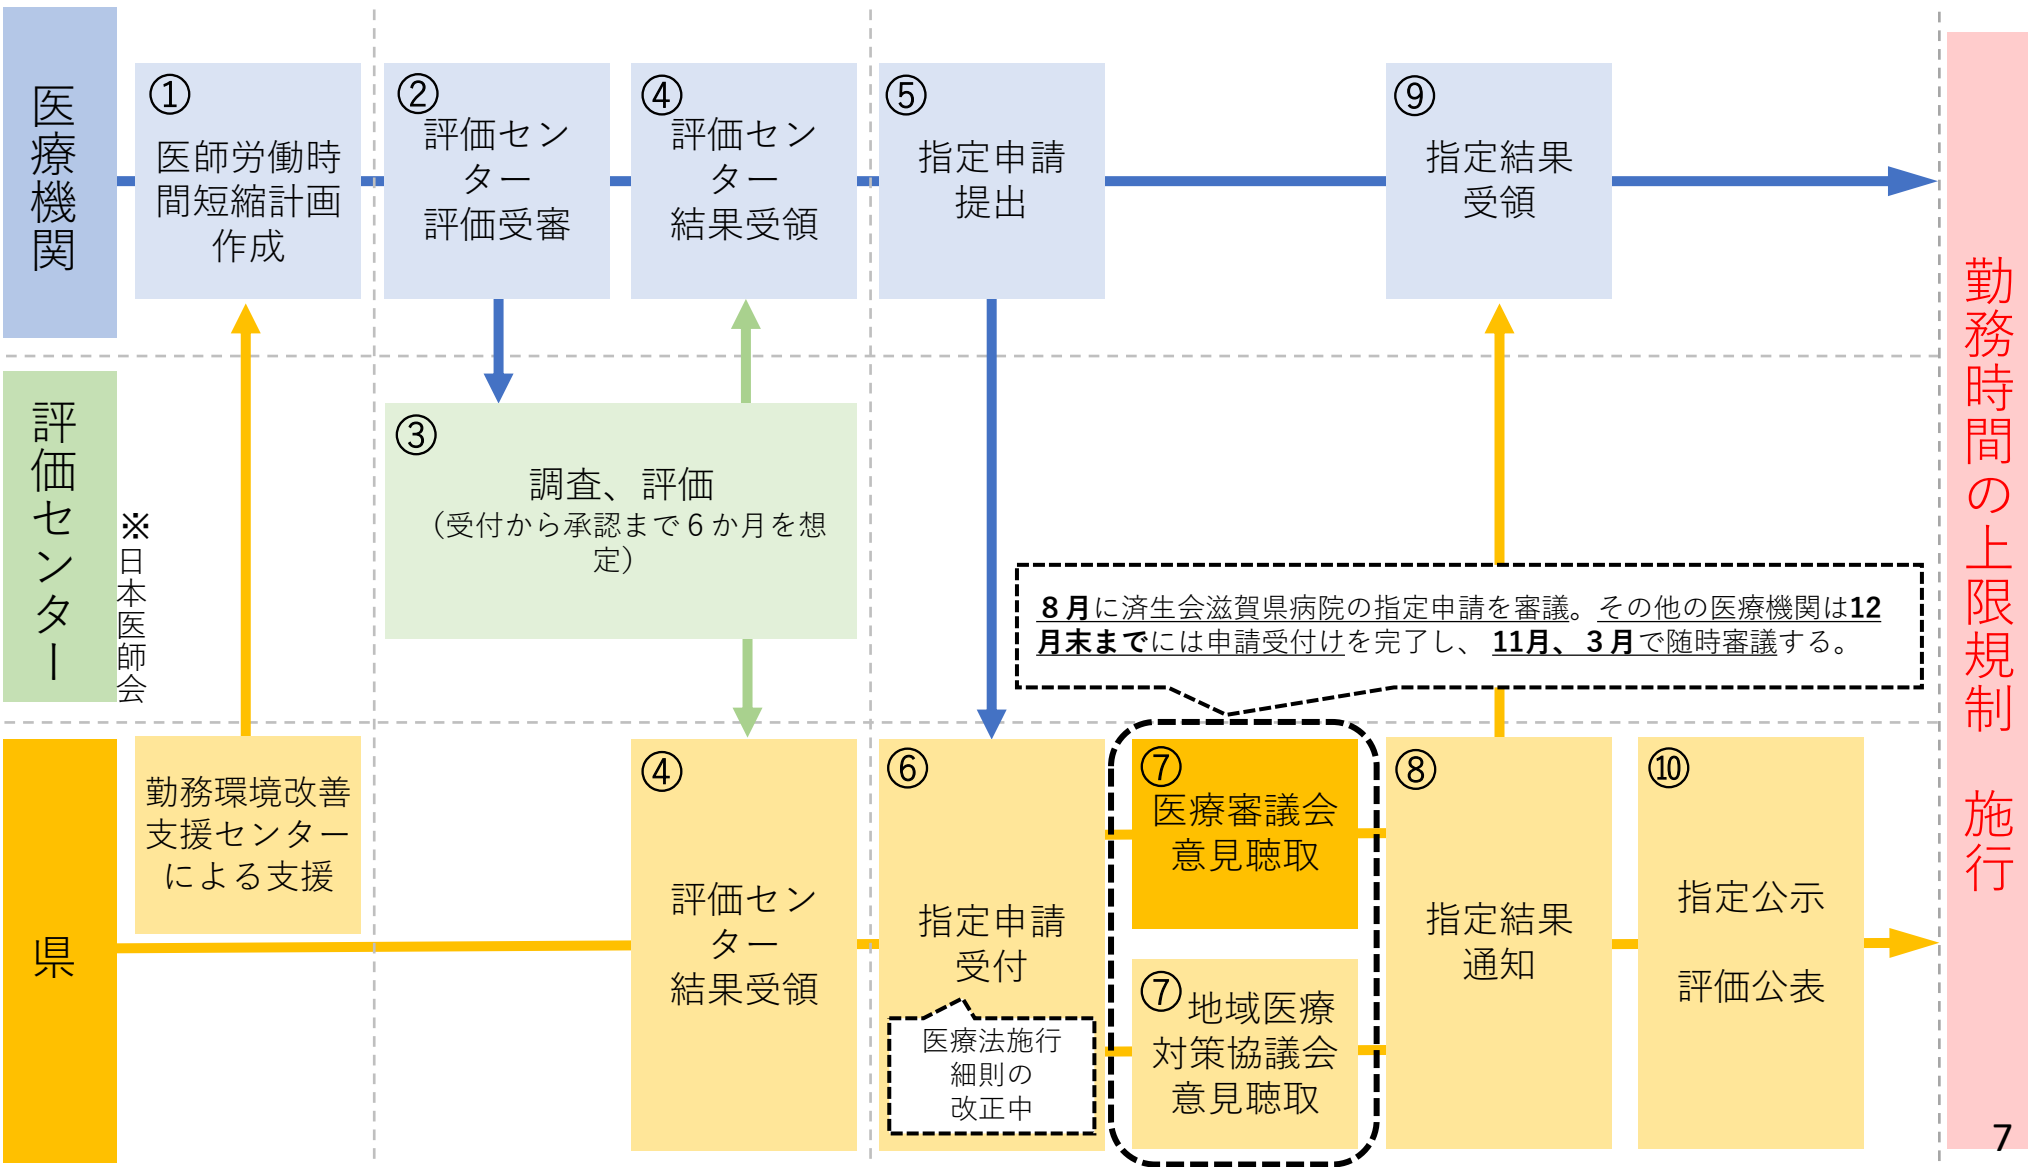 医療機関
①
医師労働時
間短縮計画
作成
②
評価セン
ター
評価受審
④
評価セン
ター
結果受領
⑤
指定申請
提出
⑨
指定結果
受領
評価センター
※日本医師会
③
調査、評価
（受付から承認まで６か月を想
定）
８月に済生会滋賀県病院の指定申請を審議。その他の医療機関は12
月末までには申請受付けを完了し、11月、３月で随時審議する。
県
勤務環境改善
支援センター
による支援
④
評価セン
ター
結果受領
⑥
指定申請
受付
医療法施行
細則の
改正中
⑦
医療審議会
意見聴取
⑦
地域医療
対策協議会
意見聴取
⑧
指定結果
通知
⑩
指定公示
評価公表
勤務時間の上限規制　施行
7